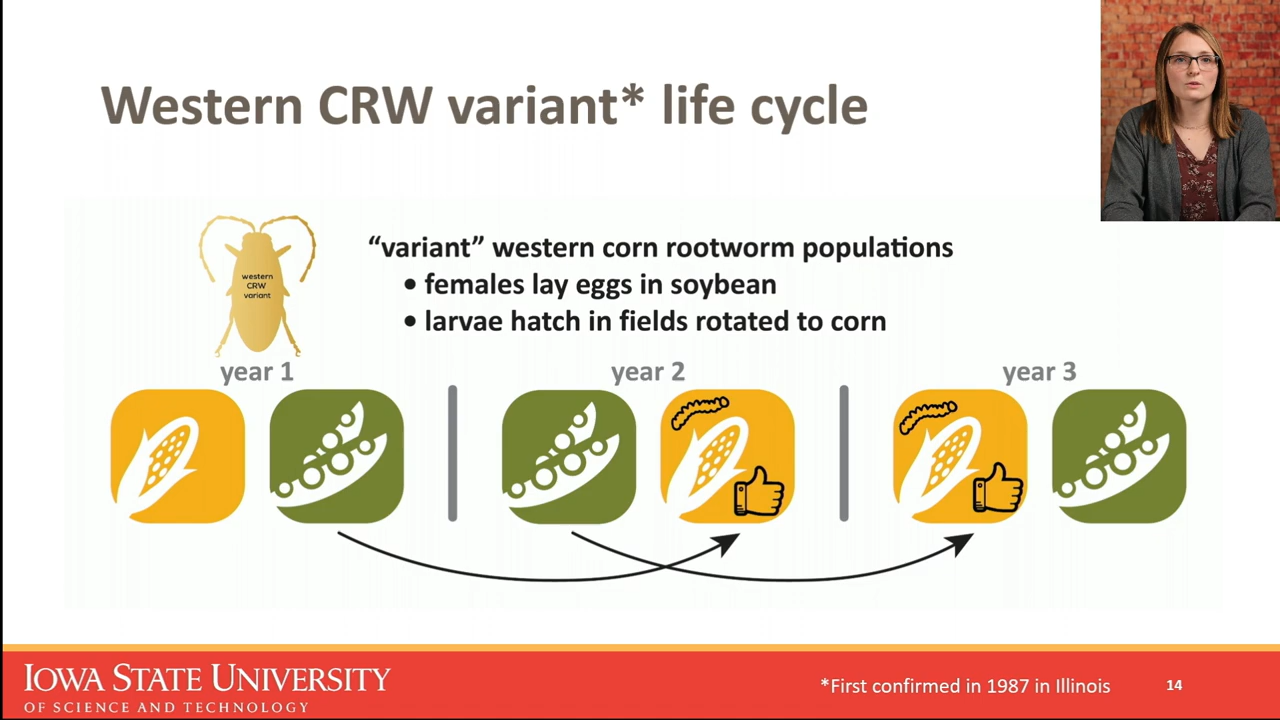 Western CRW variant* life cycle
western
CRW
variant
“variant” western corn rootworm populations
• females lay eggs in soybean
• larvae hatch in fields rotated to corn
year 1
year 2
year 3
IOWA STATE UNIVERSITY
OF SCIENCE AND TECHNOLOGY
*First confirmed in 1987 in Illinois
14